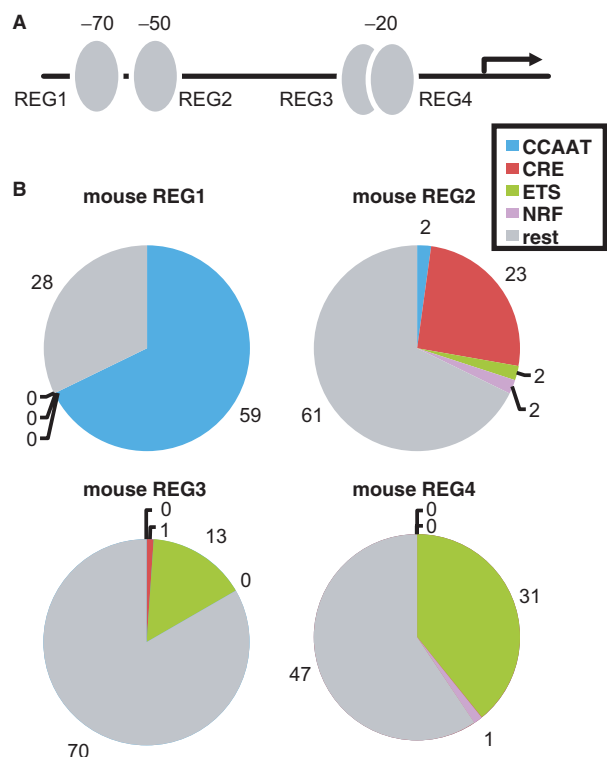 A
−70 −50 −20
REG1 REG2 REG3 REG4
CCAAT
CRE
ETS
NRF
rest
B
mouse REG1
28
0
0
0
59
mouse REG2
2
23
2
2
61
mouse REG3
0
1
13
0
70
mouse REG4
0
0
31
47
1